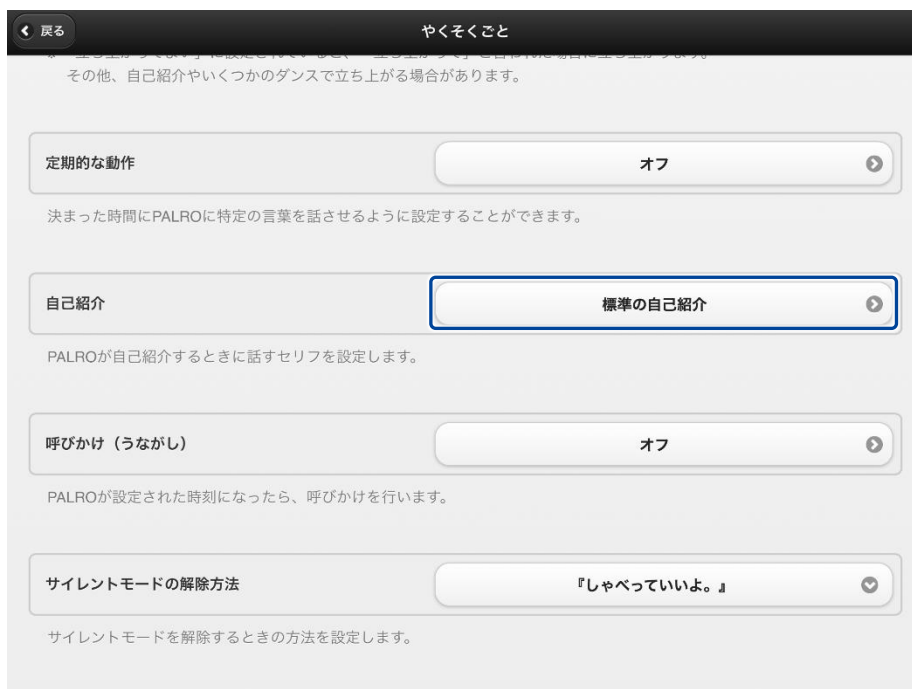 戻る
やくそくごと
その他、自己紹介やいくつかのダンスで立ち上がる場合があります。
定期的な動作
オフ
決まった時間にPALROに特定の言葉を話させるように設定することができます。
自己紹介
標準の自己紹介
PALROが自己紹介するときに話すセリフを設定します。
呼びかけ（うながし）
オフ
PALROが設定された時刻になったら、呼びかけを行います。
サイレントモードの解除方法
『しゃべっていいよ。』
サイレントモードを解除するときの方法を設定します。